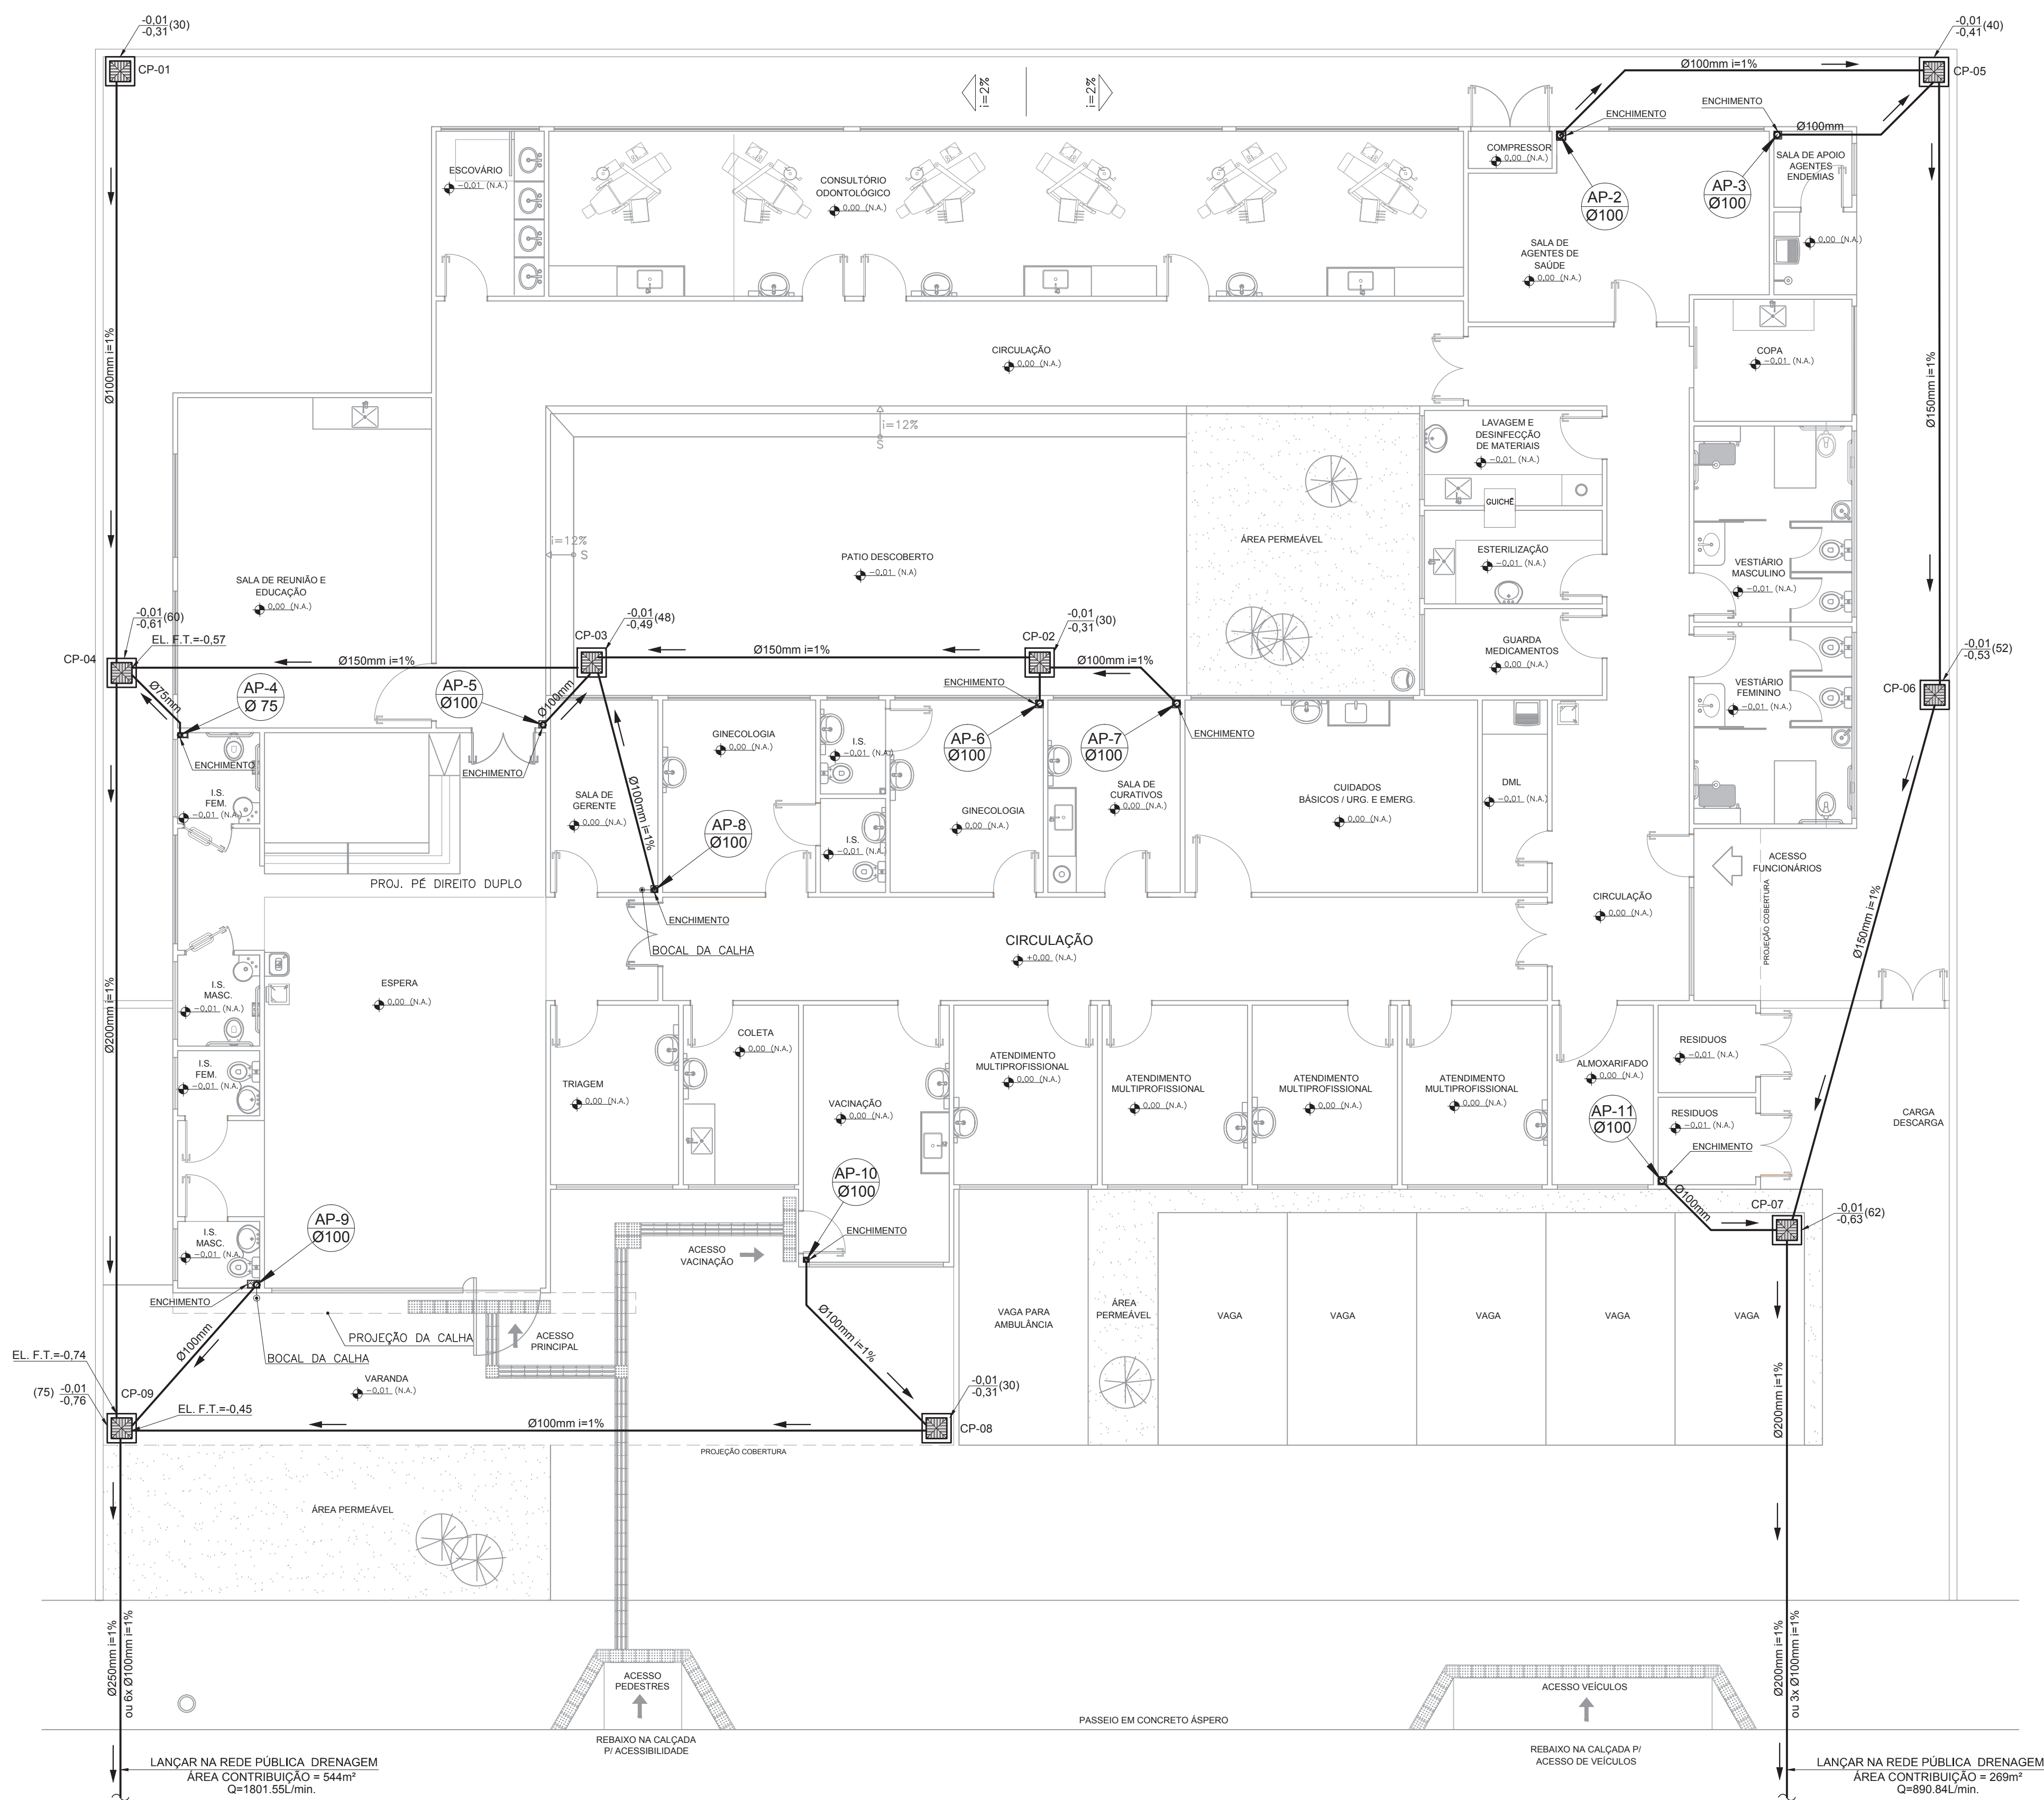 -0,01
-0,31 (30)
CP-01
i=2%
i=2%
-0,01
-0,41 (40)
CP-05
Ø100mm i=1%
ENCHIMENTO
ENCHIMENTO
Ø100mm
AP-2
Ø100
AP-3
Ø100
COMPRESSOR
0,00 (N.A.)
SALA DE APOIO
AGENTES
ENDEMIAS
0,00 (N.A.)
ESCOVÁRIO
-0,01 (N.A.)
CONSULTÓRIO
ODONTOLÓGICO
0,00 (N.A.)
SALA DE
AGENTES DE
SAÚDE
0,00 (N.A.)
Ø100mm i=1%
CIRCULAÇÃO
0,00 (N.A.)
COPA
-0,01 (N.A.)
Ø150mm i=1%
i=12%
S
i=12%
S
LAVAGEM E
DESINFECÇÃO
DE MATERIAIS
-0,01 (N.A.)
GUICHÊ
ESTERILIZAÇÃO
-0,01 (N.A.)
ÁREA PERMEÁVEL
PATIO DESCOBERTO
-0,01 (N.A)
SALA DE REUNIÃO E
EDUCAÇÃO
0,00 (N.A.)
VESTIÁRIO
MASCULINO
-0,01 (N.A.)
GUARDA
MEDICAMENTOS
0,00 (N.A.)
VESTIÁRIO
FEMININO
-0,01 (N.A.)
-0,01
-0,61 (60)
EL. F.T.=-0,57
CP-04
Ø150mm i=1%
-0,01
-0,49 (48)
CP-03
Ø150mm i=1%
-0,01
-0,31 (30)
CP-02
Ø100mm i=1%
-0,01
-0,53 (52)
CP-06
Ø75mm
AP-4
Ø 75
ENCHIMENTO
AP-5
Ø100
Ø100mm
ENCHIMENTO
ENCHIMENTO
AP-6
Ø100
AP-7
Ø100
ENCHIMENTO
GINECOLOGIA
0,00 (N.A.)
I.S.
-0,01 (N.A.)
I.S.
FEM.
-0,01 (N.A.)
SALA DE
GERENTE
0,00 (N.A.)
Ø100mm i=1%
AP-8
Ø100
I.S.
-0,01 (N.A.)
GINECOLOGIA
0,00 (N.A.)
SALA DE
CURATIVOS
0,00 (N.A.)
CUIDADOS
BÁSICOS / URG. E EMERG.
0,00 (N.A.)
DML
-0,01 (N.A.)
PROJ. PÉ DIREITO DUPLO
ENCHIMENTO
BOCAL DA CALHA
ACESSO
FUNCIONÁRIOS
CIRCULAÇÃO
0,00 (N.A.)
PROJEÇÃO COBERTURA
Ø150mm i=1%
CIRCULAÇÃO
+0,00 (N.A.)
I.S.
MASC.
-0,01 (N.A.)
ESPERA
0,00 (N.A.)
Ø200mm i=1%
I.S.
FEM.
-0,01 (N.A.)
TRIAGEM
0,00 (N.A.)
COLETA
0,00 (N.A.)
VACINAÇÃO
0,00 (N.A.)
ATENDIMENTO
MULTIPROFISSIONAL
0,00 (N.A.)
ATENDIMENTO
MULTIPROFISSIONAL
0,00 (N.A.)
ATENDIMENTO
MULTIPROFISSIONAL
0,00 (N.A.)
ATENDIMENTO
MULTIPROFISSIONAL
0,00 (N.A.)
ALMOXARIFADO
0,00 (N.A.)
RESIDUOS
-0,01 (N.A.)
RESIDUOS
-0,01 (N.A.)
AP-11
Ø100
ENCHIMENTO
Ø100mm
CARGA
DESCARGA
CP-07
-0,01
-0,63 (62)
I.S.
MASC.
-0,01 (N.A.)
AP-9
Ø100
ENCHIMENTO
AP-10
Ø100
ENCHIMENTO
ACESSO
VACINAÇÃO
PROJEÇÃO DA CALHA
BOCAL DA CALHA
ACESSO
PRINCIPAL
Ø100mm
Ø100mm i=1%
VAGA PARA
AMBULÂNCIA
ÁREA
PERMEÁVEL
VAGA
VAGA
VAGA
VAGA
VAGA
EL. F.T.=-0,74
(75) -0,01
-0,76
CP-09
EL. F.T.=-0,45
VARANDA
-0,01 (N.A.)
Ø100mm i=1%
-0,01
-0,31 (30)
CP-08
PROJEÇÃO COBERTURA
Ø200mm i=1%
ÁREA PERMEÁVEL
Ø250mm i=1%
ou 6x Ø100mm i=1%
Ø200mm i=1%
ou 3x Ø100mm i=1%
ACESSO
PEDESTRES
ACESSO VEÍCULOS
PASSEIO EM CONCRETO ÁSPERO
REBAIXO NA CALÇADA
P/ ACESSIBILIDADE
REBAIXO NA CALÇADA P/
ACESSO DE VEÍCULOS
LANÇAR NA REDE PÚBLICA DRENAGEM
ÁREA CONTRIBUIÇÃO = 544m²
Q=1801.55L/min.
LANÇAR NA REDE PÚBLICA DRENAGEM
ÁREA CONTRIBUIÇÃO = 269m²
Q=890.84L/min.